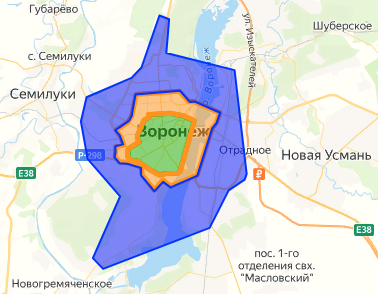 Губарёво
Шуберское
ул. Изыскателей
Воронеж
с. Семилуки
Семилуки
Воронеж
Отрадное
Новая Усмань
Р-298
₽
E38
E38
пос. 1-го
отделения свх.
"Масловский"
Новогремяченское